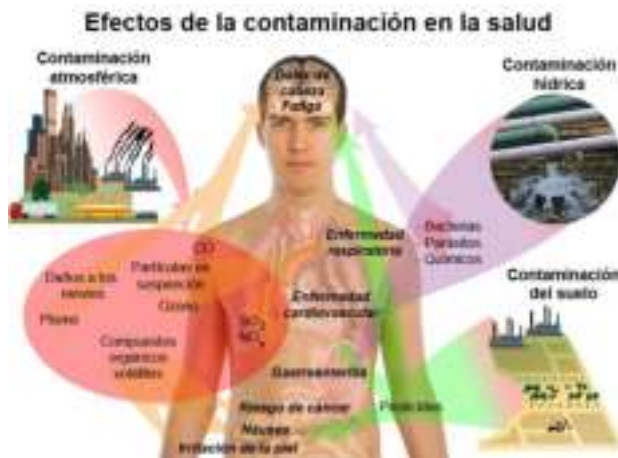 Efectos de la contaminación en la salud
Contaminación
atmosférica
Dolor de
cabeza
Fatiga
Contaminación
hídrica
Bacterias
Parásitos
Químicos
Enfermedad
respiratoria
CO
Partículas en
suspensión
Daños a los
nervios
Ozono
Plomo
SO2
NO2
Compuestos
orgánicos
volátiles
Enfermedad
cardiovascular
Contaminación
del suelo
Gastroenteritis
Riesgo de cáncer
Pesticidas
Náusea
Irritación de la piel